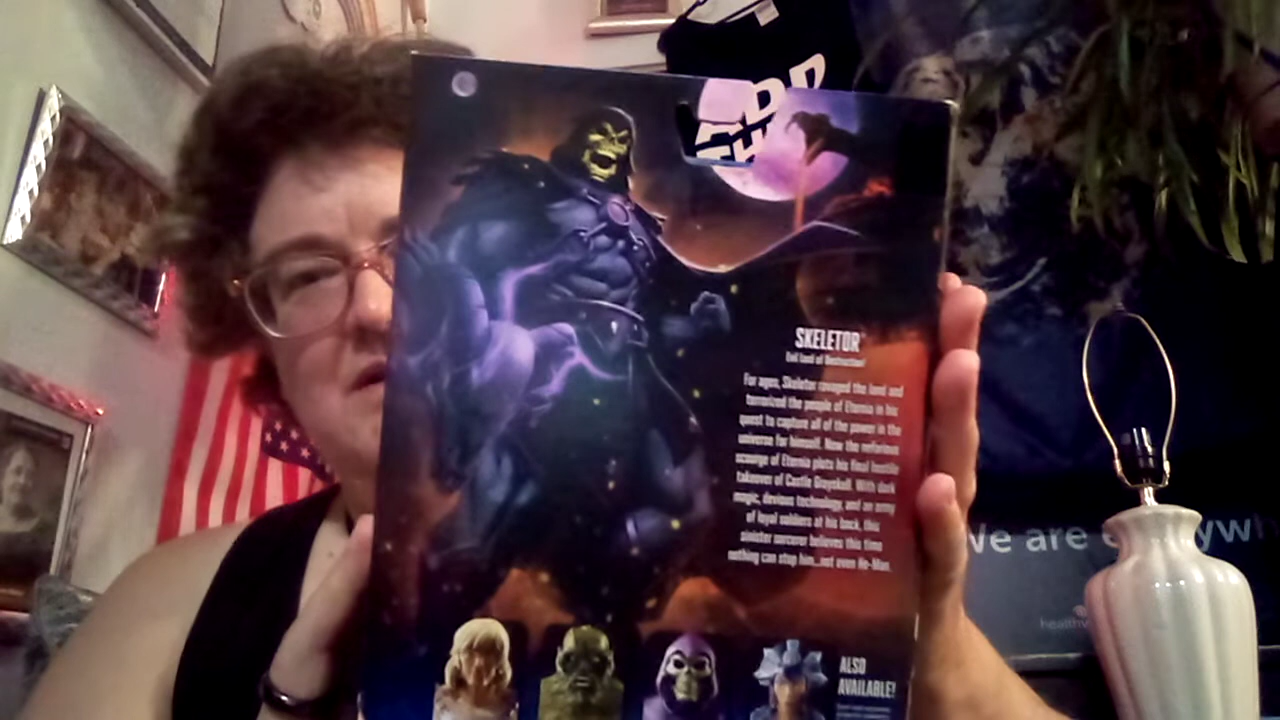 SKELETOR
Evil Lord of Destruction!
For ages, Skeletor ravaged the land and
terrorized the people of Eternia in his
quest to capture all of the power in the
universe for himself. Now the nefarious
scourge of Eternia plots his final hostile
takeover of Castle Grayskull. With dark
magic, devious technology, and an army
of loyal soldiers at his back, this
sinister sorcerer believes this time
nothing can stop him...not even He-Man.
ALSO
AVAILABLE!
We are